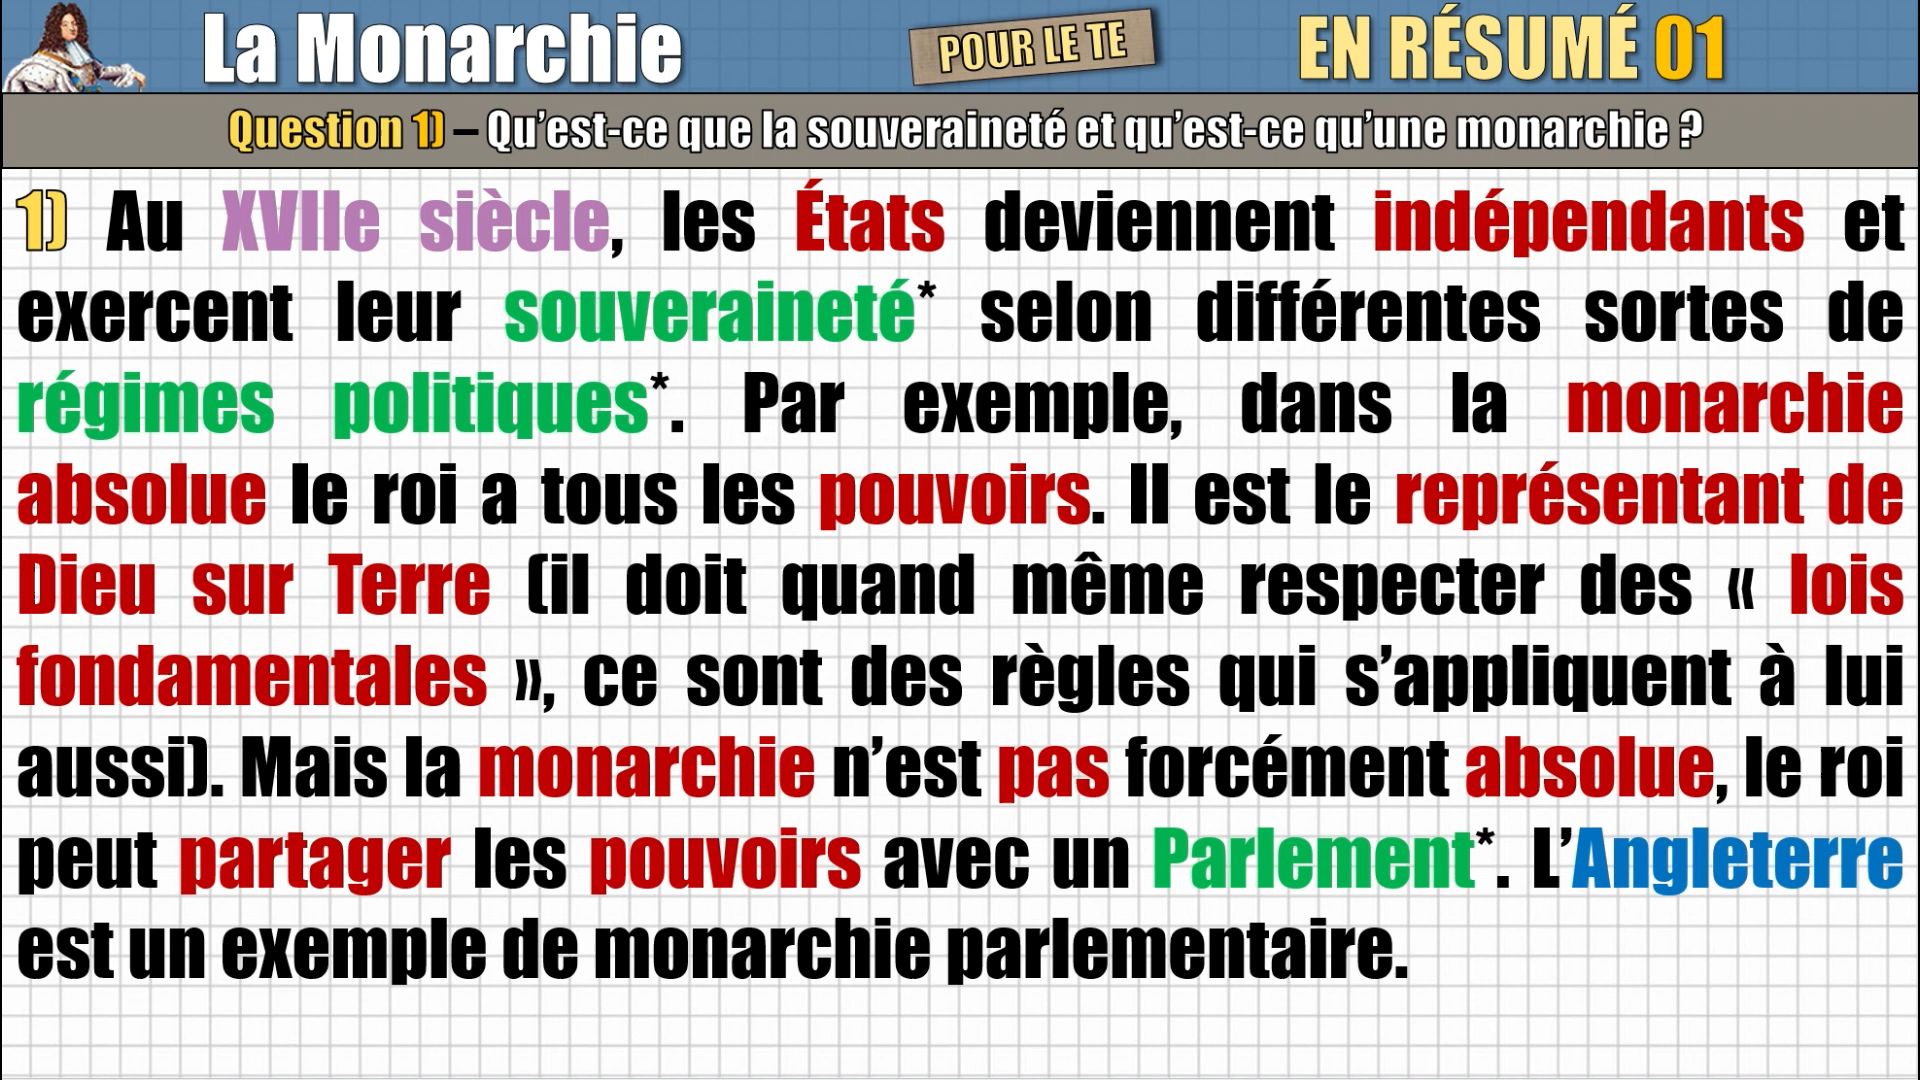 La Monarchie
POUR LE TE
EN RÉSUMÉ 01
Question 1) – Qu’est-ce que la souveraineté et qu’est-ce qu’une monarchie ?
1) Au XVIIe siècle, les États deviennent indépendants et
exercent leur souveraineté* selon différentes sortes de
régimes politiques*. Par exemple, dans la monarchie
absolue le roi a tous les pouvoirs. Il est le représentant de
Dieu sur Terre (il doit quand même respecter des « lois
fondamentales », ce sont des règles qui s’appliquent à lui
aussi). Mais la monarchie n’est pas forcément absolue, le roi
peut partager les pouvoirs avec un Parlement*. L’Angleterre
est un exemple de monarchie parlementaire.